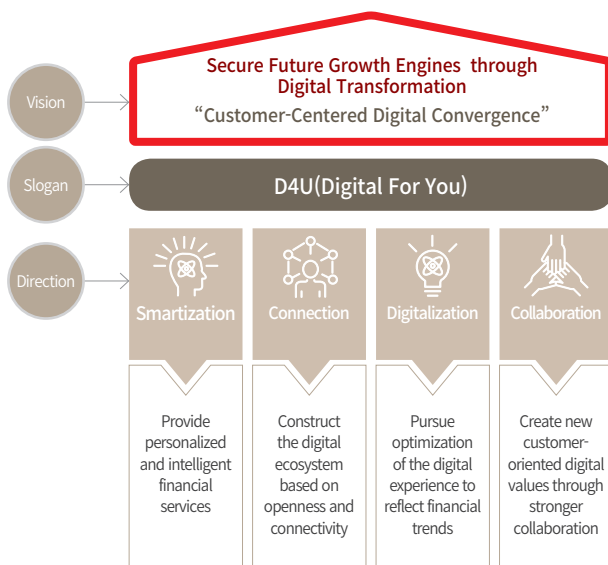 Vision
Secure Future Growth Engines through
Digital Transformation
“Customer-Centered Digital Convergence”
Slogan
D4U(Digital For You)
Direction
Smartization
Provide
personalized
and intelligent
financial
services
Connection
Construct
the digital
ecosystem
based on
openness and
connectivity
Digitalization
Pursue
optimization
of the digital
experience to
reflect financial
trends
Collaboration
Create new
customer-
oriented digital
values through
stronger
collaboration